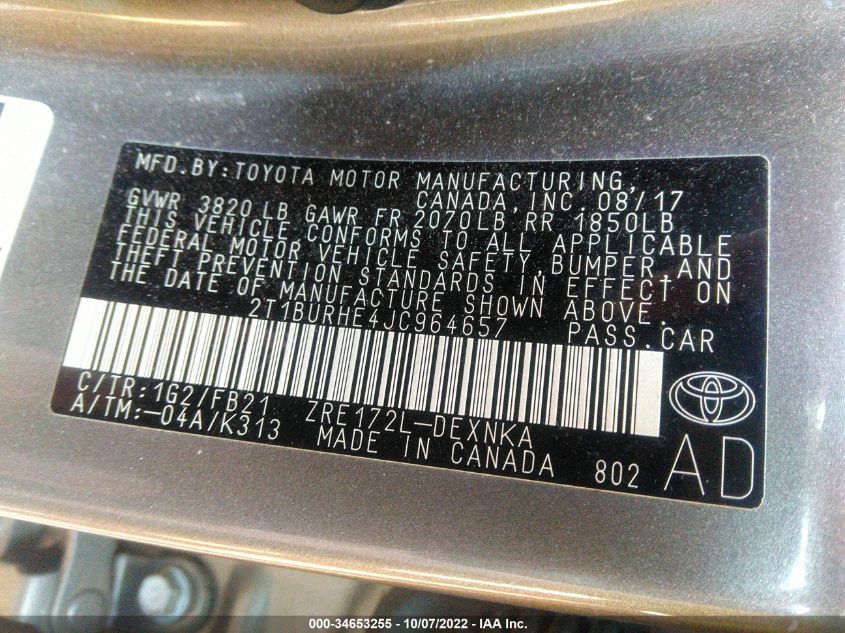 MFD.BY:TOYOTA MOTOR MANUFACTURING,
CANADA,INC.08/17
GVWR 3820 LB GAWR FR 2070LB RR 1850LB
THIS VEHICLE CONFORMS TO ALL APPLICABLE
FEDERAL MOTOR VEHICLE SAFETY,BUMPER,AND
THEFT PREVENTION STANDARDS IN EFFECT ON
THE DATE OF MANUFACTURE SHOWN ABOVE.
2T1BURHE4JC964657 PASS.CAR
C/TR:1G2/FB21 ZRE172L-DEXNKA
A/TM:-04A/K313 MADE IN CANADA 802
AD
000-34653255 - 10/07/2022 - IAA Inc.